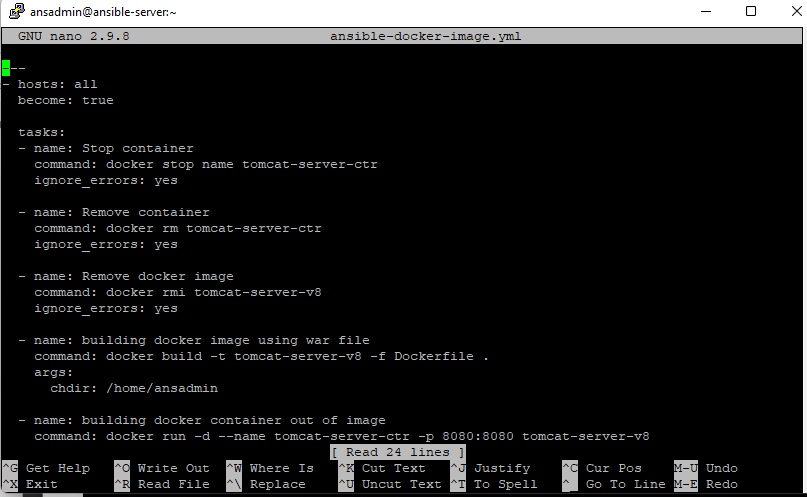 ansadmin@ansible-server:~
GNU nano 2.9.8 ansible-docker-image.yml
---
- hosts: all
  become: true

  tasks:
  - name: Stop container
    command: docker stop name tomcat-server-ctr
    ignore_errors: yes

  - name: Remove container
    command: docker rm tomcat-server-ctr
    ignore_errors: yes

  - name: Remove docker image
    command: docker rmi tomcat-server-v8
    ignore_errors: yes

  - name: building docker image using war file
    command: docker build -t tomcat-server-v8 -f Dockerfile .
    args:
      chdir: /home/ansadmin

  - name: building docker container out of image
    command: docker run -d --name tomcat-server-ctr -p 8080:8080 tomcat-server-v8
[ Read 24 lines ]
^G Get Help ^O Write Out ^W Where Is ^K Cut Text ^J Justify ^C Cur Pos M-U Undo
^X Exit ^R Read File ^\ Replace ^U Uncut Text ^T To Spell ^_ Go To Line M-E Redo